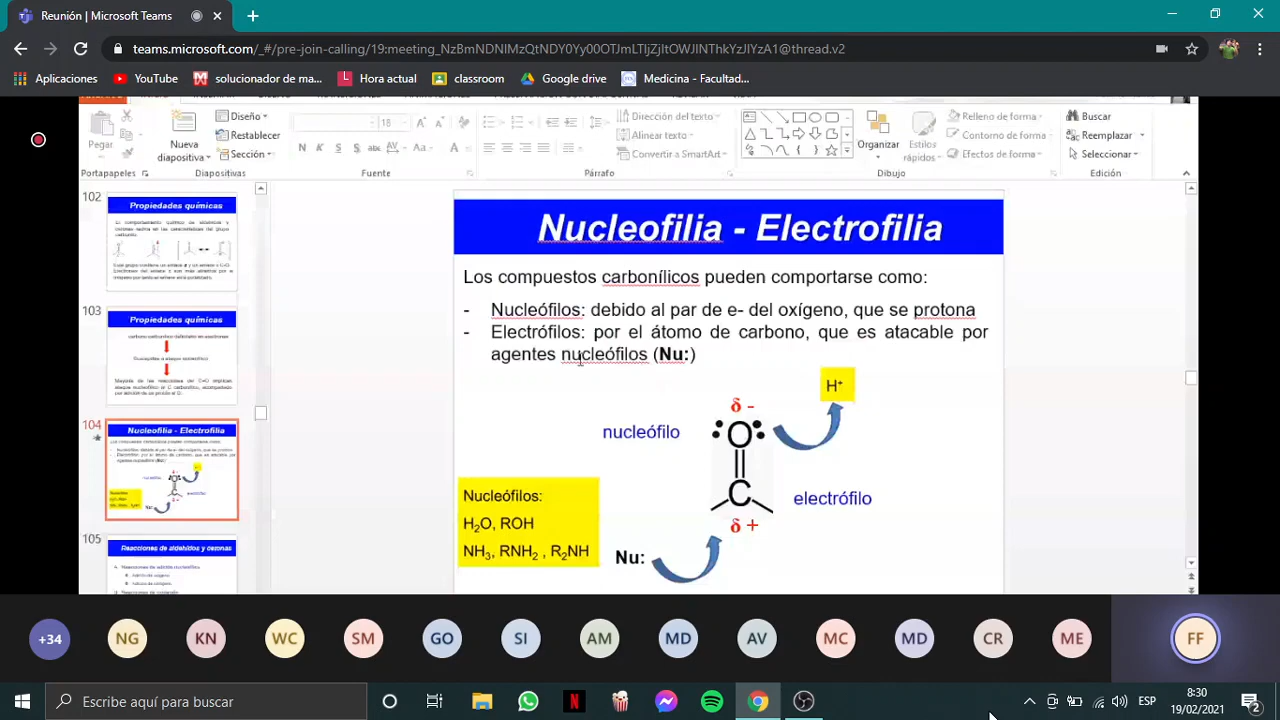 Reunión | Microsoft Teams
teams.microsoft.com/_#/pre-join-calling/19:meeting_
@thread.v2
Aplicaciones
YouTube
solucionador de ma...
Hora actual
classroom
Google drive
Medicina - Facultad...
Pegar
Nueva
diapositiva
Diseño
Restablecer
Sección
18
Dirección del texto
Alinear texto
Convertir a SmartArt
Organizar
Estilos
rápidos
Relleno de forma
Contorno de forma
Efectos de forma
Buscar
Reemplazar
Seleccionar
Portapapeles
Diapositivas
Fuente
Párrafo
Dibujo
Edición
102
Propiedades químicas
103
Propiedades químicas
104
Nucleofilia - Electrofilia
105
Reacciones de aldehídos y cetonas
Nucleofilia - Electrofilia
Los compuestos carbonílicos pueden comportarse como:
- Nucleófilos: debido al par de e- del oxígeno que se protona
- Electrófilos: por el átomo de carbono, que es atacable por
agentes nucleófilos (Nu:)
H+
δ -
nucleófilo
O
C
electrófilo
δ +
Nucleófilos:
H2O, ROH
NH3, RNH2 , R2NH
Nu:
+34
NG
KN
WC
SM
GO
SI
AM
MD
AV
MC
MD
CR
ME
FF
Escribe aquí para buscar
ESP
8:30
19/02/2021
2